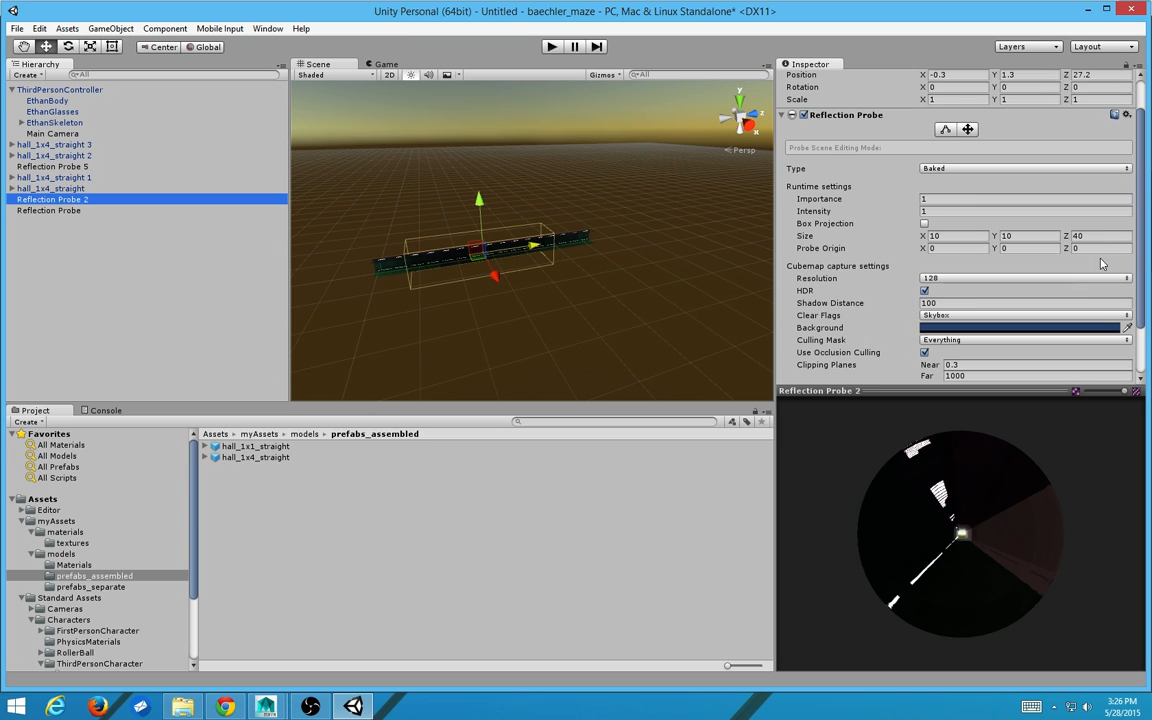 Unity Personal (64bit) - Untitled - baechler_maze - PC, Mac & Linux Standalone* <DX11>
File Edit Assets GameObject Component Mobile Input Window Help
Center Global Layers Layout
Hierarchy Scene Game Inspector
Create All Shaded 2D Gizmos All
ThirdPersonController
EthanBody
EthanGlasses
EthanSkeleton
Main Camera
hall_1x4_straight 3
hall_1x4_straight 2
Reflection Probe 5
hall_1x4_straight 1
hall_1x4_straight
Reflection Probe 2
Reflection Probe
y
z
x
Persp
Position X -0.3 Y 1.3 Z 27.2
Rotation X 0 Y 0 Z 0
Scale X 1 Y 1 Z 1
Reflection Probe
Probe Scene Editing Mode:
Type Baked
Runtime settings
Importance 1
Intensity 1
Box Projection
Size X 10 Y 10 Z 40
Probe Origin X 0 Y 0 Z 0
Cubemap capture settings
Resolution 128
HDR
Shadow Distance 100
Clear Flags Skybox
Background
Culling Mask Everything
Use Occlusion Culling
Clipping Planes Near 0.3
Far 1000
Reflection Probe 2
Project Console
Create
Favorites
All Materials
All Models
All Prefabs
All Scripts
Assets
Editor
myAssets
materials
textures
models
Materials
prefabs_assembled
prefabs_separate
Standard Assets
Cameras
Characters
FirstPersonCharacter
PhysicsMaterials
RollerBall
ThirdPersonCharacter
Assets myAssets models prefabs_assembled
hall_1x1_straight
hall_1x4_straight
3:26 PM
5/28/2015